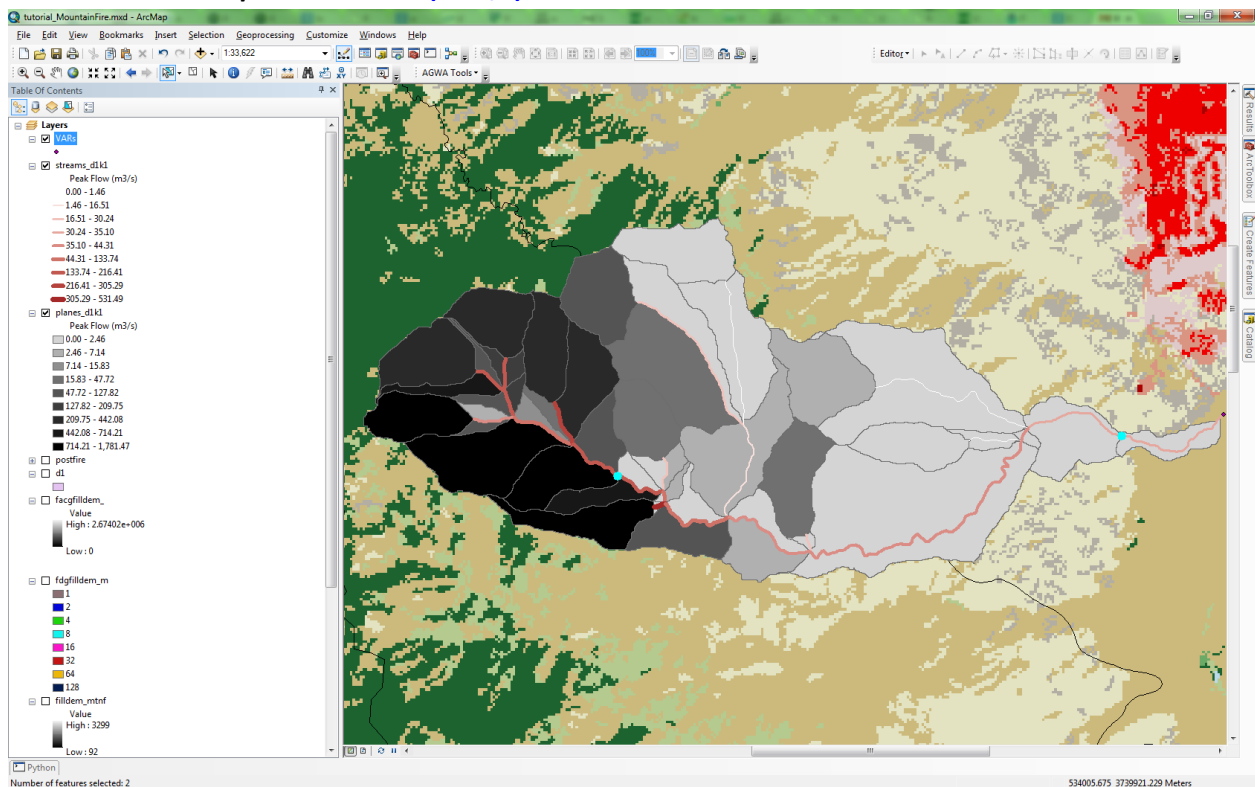 tutorial_MountainFire.mxd - ArcMap
File Edit View Bookmarks Insert Selection Geoprocessing Customize Windows Help
1:33,622
100%
Editor
AGWA Tools
Table Of Contents
Layers
VARs
streams_d1k1
Peak Flow (m3/s)
0.00 - 1.46
1.46 - 16.51
16.51 - 30.24
30.24 - 35.10
35.10 - 44.31
44.31 - 133.74
133.74 - 216.41
216.41 - 305.29
305.29 - 531.49
planes_d1k1
Peak Flow (m3/s)
0.00 - 2.46
2.46 - 7.14
7.14 - 15.83
15.83 - 47.72
47.72 - 127.82
127.82 - 209.75
209.75 - 442.08
442.08 - 714.21
714.21 - 1,781.47
postfire
d1
facgfilldem_
Value
High : 2.67402e+006
Low : 0
fdgfilldem_m
1
2
4
8
16
32
64
128
filldem_mtnf
Value
High : 3299
Low : 92
Results
ArcToolbox
Create Features
Catalog
Python
Number of features selected: 2
534005.675 3739921.229 Meters